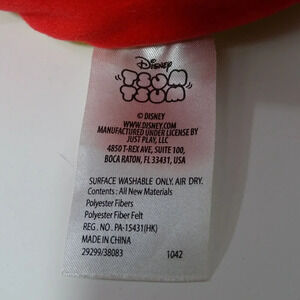 Disney
TSUM
TSUM
© DISNEY
WWW.DISNEY.COM
MANUFACTURED UNDER LICENSE BY
JUST PLAY, LLC
4850 T-REX AVE, SUITE 100,
BOCA RATON, FL 33431, USA
SURFACE WASHABLE ONLY. AIR DRY.
Contents: All New Materials
Polyester Fibers
Polyester Fiber Felt
REG. NO. PA-15431(HK)
MADE IN CHINA
29299/38083 1042